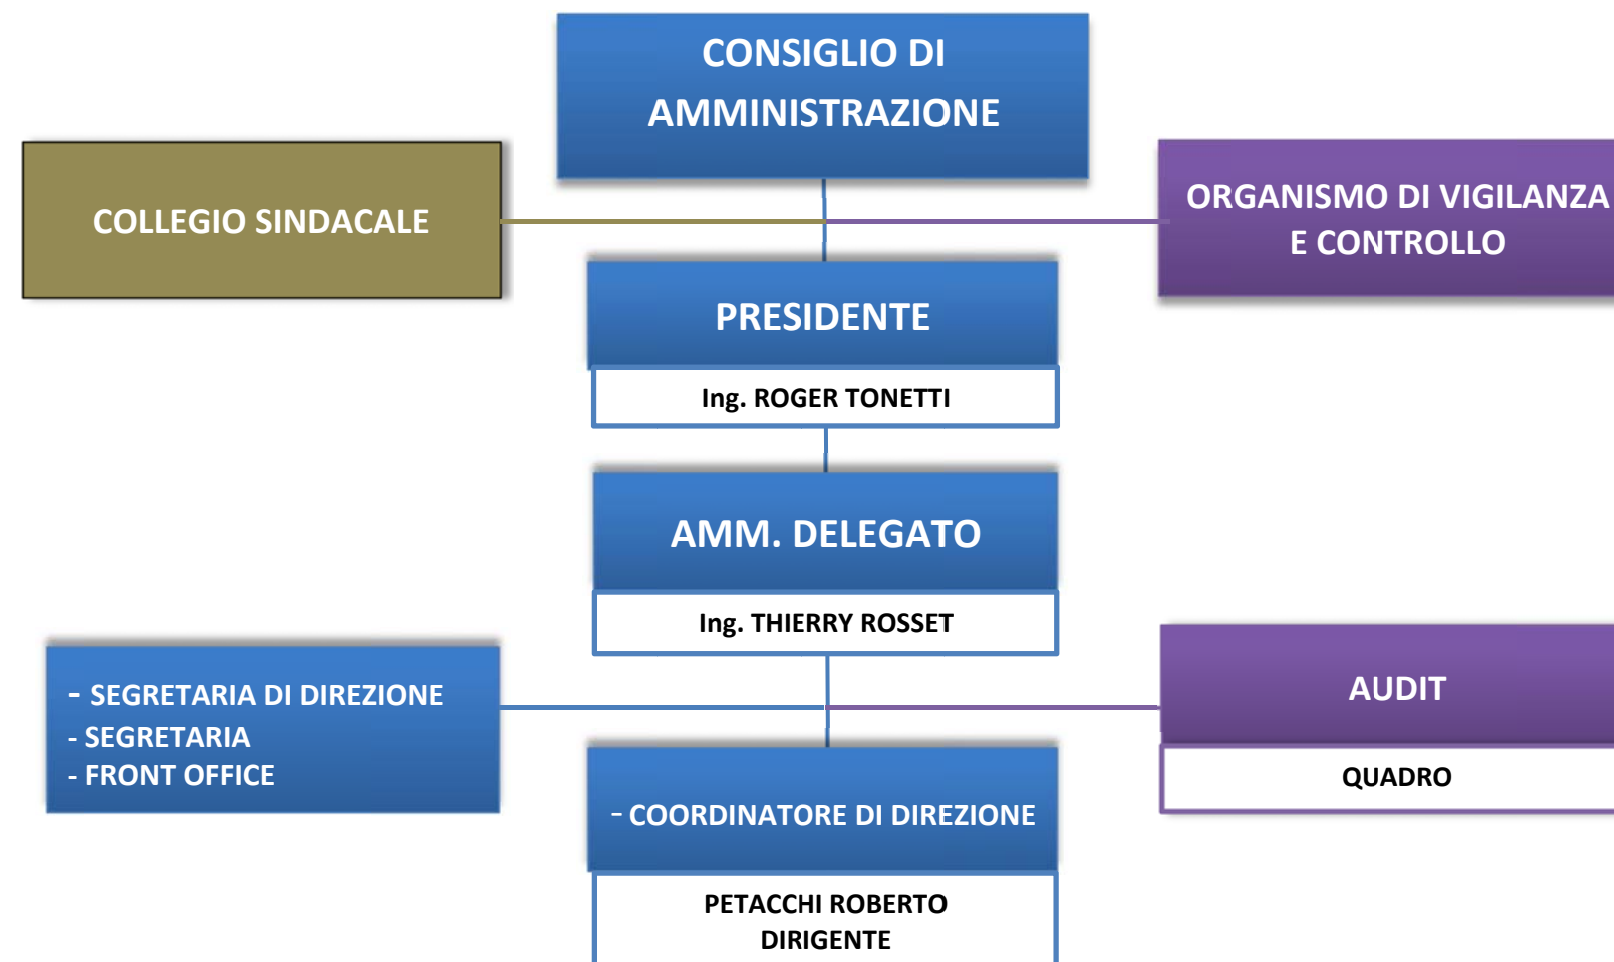 CONSIGLIO DI
AMMINISTRAZIONE
COLLEGIO SINDACALE
ORGANISMO DI VIGILANZA
E CONTROLLO
PRESIDENTE
Ing. ROGER TONETTI
AMM. DELEGATO
Ing. THIERRY ROSSET
- SEGRETARIA DI DIREZIONE
- SEGRETARIA
- FRONT OFFICE
AUDIT
QUADRO
- COORDINATORE DI DIREZIONE
PETACCHI ROBERTO
DIRIGENTE